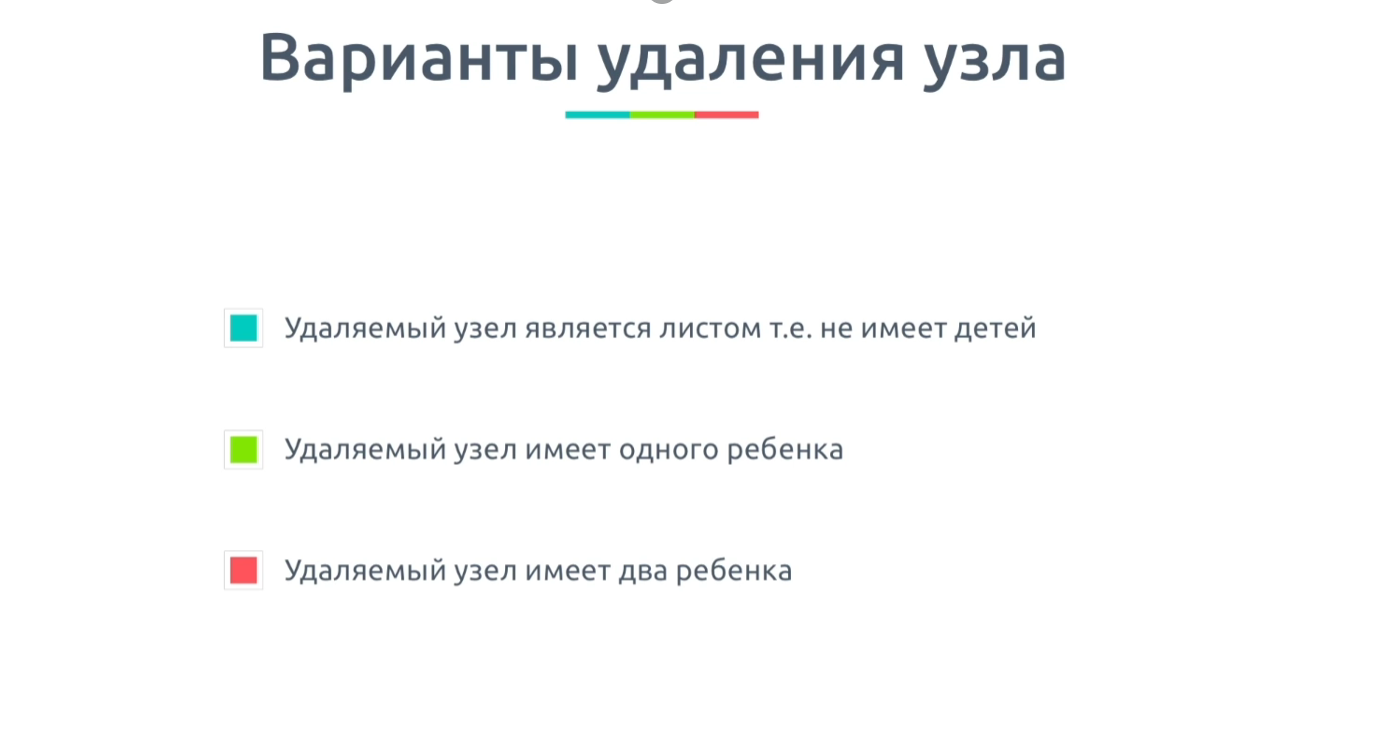 Варианты удаления узла
Удаляемый узел является листом т.е. не имеет детей
Удаляемый узел имеет одного ребенка
Удаляемый узел имеет два ребенка